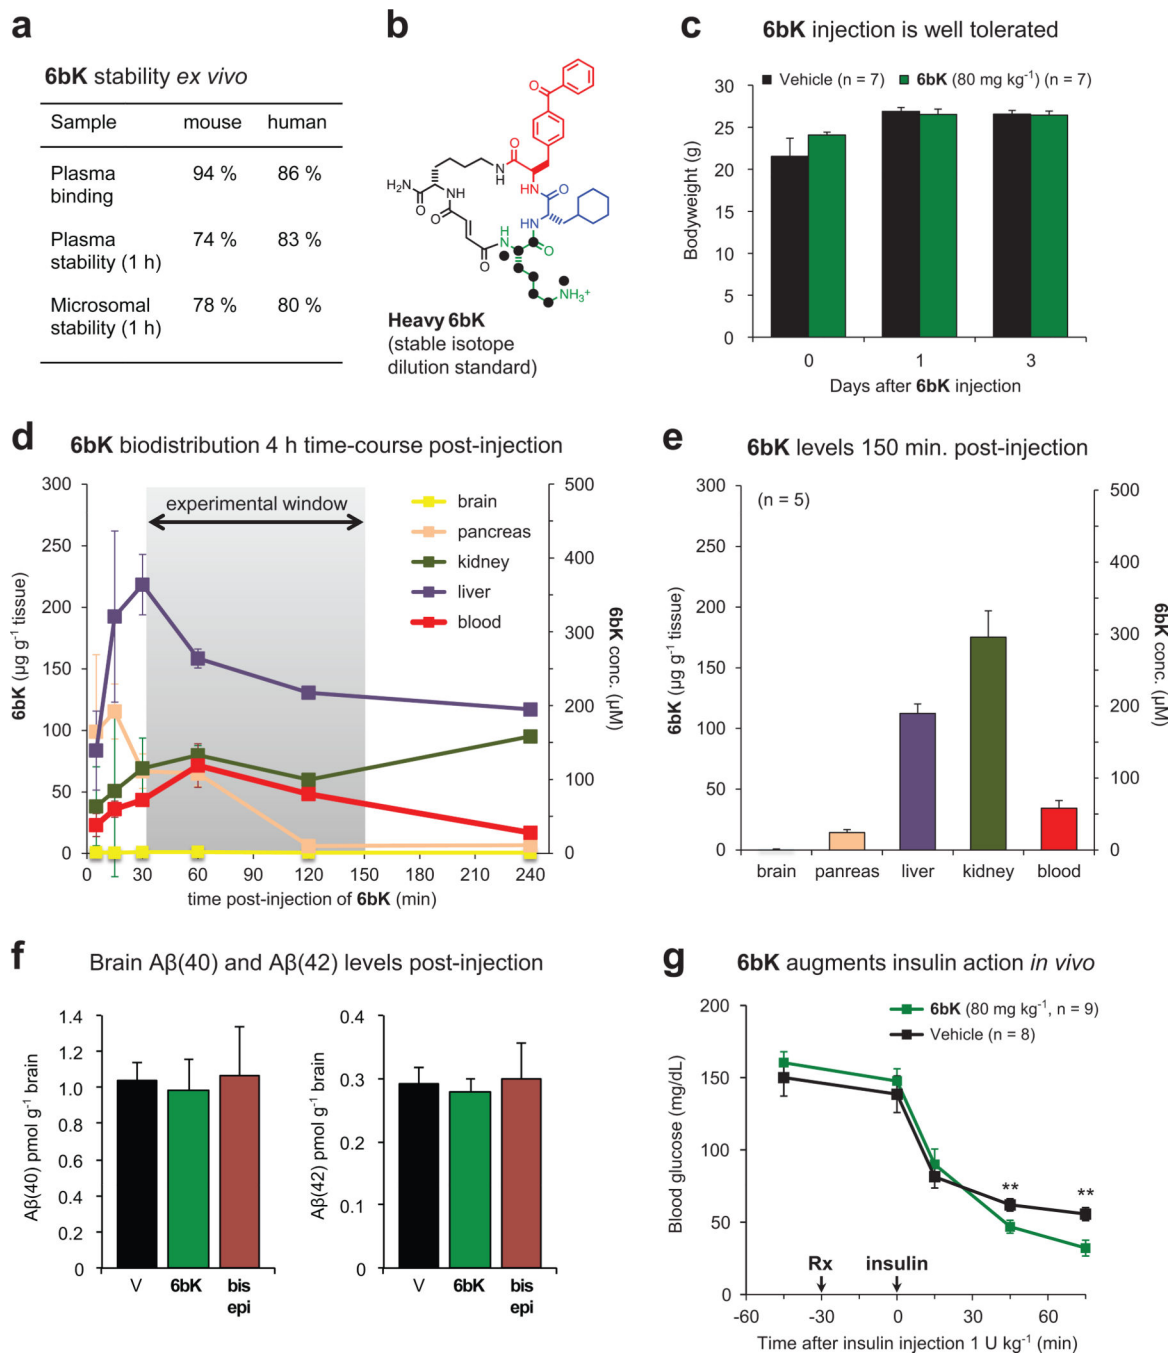 a
6bK stability ex vivo
Sample mouse human
Plasma binding 94 % 86 %
Plasma stability (1 h) 74 % 83 %
Microsomal stability (1 h) 78 % 80 %
b
O
O
N
H
HN
O
H₂N
O
N
H
O
HN
O
H
N
O
NH₃⁺
Heavy 6bK
(stable isotope
dilution standard)
c
6bK injection is well tolerated
Vehicle (n = 7) 6bK (80 mg kg⁻¹) (n = 7)
Bodyweight (g)
30
25
20
15
10
5
0
0 1 3
Days after 6bK injection
d
6bK biodistribution 4 h time-course post-injection
6bK (µg g⁻¹ tissue)
300
250
200
150
100
50
0
experimental window
brain
pancreas
kidney
liver
blood
500
400
300
200
100
0
6bK conc. (µM)
0 30 60 90 120 150 180 210 240
time post-injection of 6bK (min)
e
6bK levels 150 min. post-injection
6bK (µg g⁻¹ tissue)
300
250
200
150
100
50
0
(n = 5)
500
400
300
200
100
0
6bK conc. (µM)
brain panreas liver kidney blood
f
Brain Aβ(40) and Aβ(42) levels post-injection
Aβ(40) pmol g⁻¹ brain
1.4
1.2
1.0
0.8
0.6
0.4
0.2
0
V 6bK bis
epi
Aβ(42) pmol g⁻¹ brain
0.4
0.3
0.2
0.1
0
V 6bK bis
epi
g
6bK augments insulin action in vivo
Blood glucose (mg/dL)
200
150
100
50
0
6bK (80 mg kg⁻¹, n = 9)
Vehicle (n = 8)
** **
Rx insulin
-60 -30 0 30 60
Time after insulin injection 1 U kg⁻¹ (min)